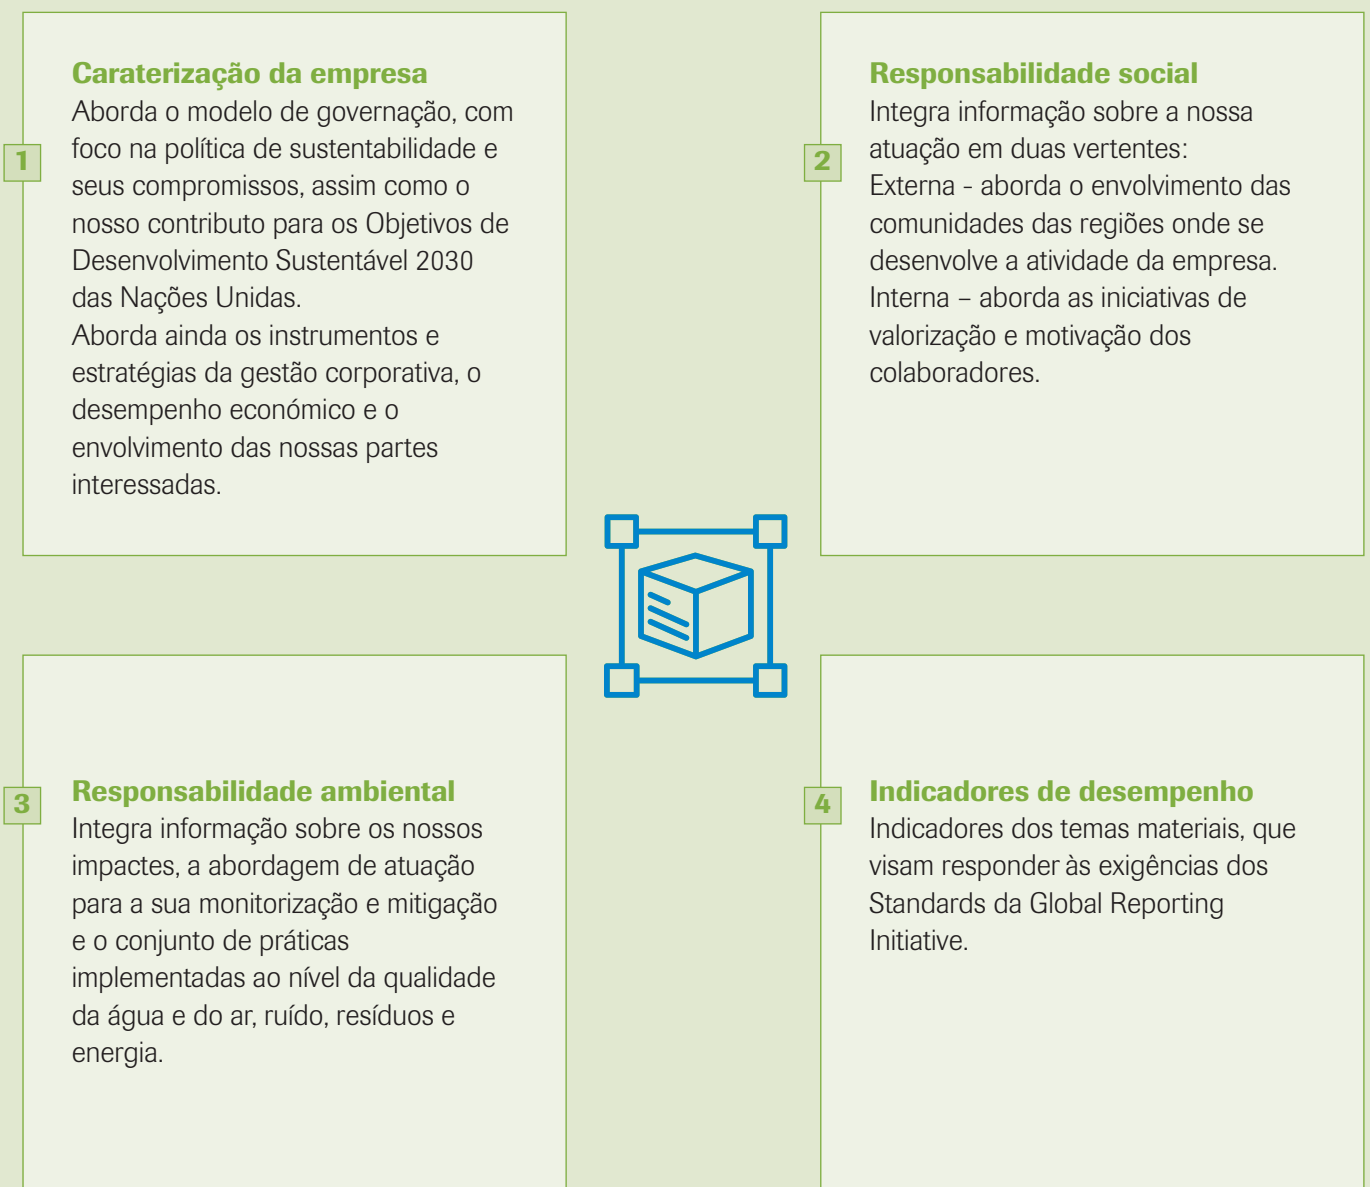 1
Caraterização da empresa
Aborda o modelo de governação, com
foco na política de sustentabilidade e
seus compromissos, assim como o
nosso contributo para os Objetivos de
Desenvolvimento Sustentável 2030
das Nações Unidas.
Aborda ainda os instrumentos e
estratégias da gestão corporativa, o
desempenho económico e o
envolvimento das nossas partes
interessadas.
2
Responsabilidade social
Integra informação sobre a nossa
atuação em duas vertentes:
Externa - aborda o envolvimento das
comunidades das regiões onde se
desenvolve a atividade da empresa.
Interna – aborda as iniciativas de
valorização e motivação dos
colaboradores.
3
Responsabilidade ambiental
Integra informação sobre os nossos
impactes, a abordagem de atuação
para a sua monitorização e mitigação
e o conjunto de práticas
implementadas ao nível da qualidade
da água e do ar, ruído, resíduos e
energia.
4
Indicadores de desempenho
Indicadores dos temas materiais, que
visam responder às exigências dos
Standards da Global Reporting
Initiative.